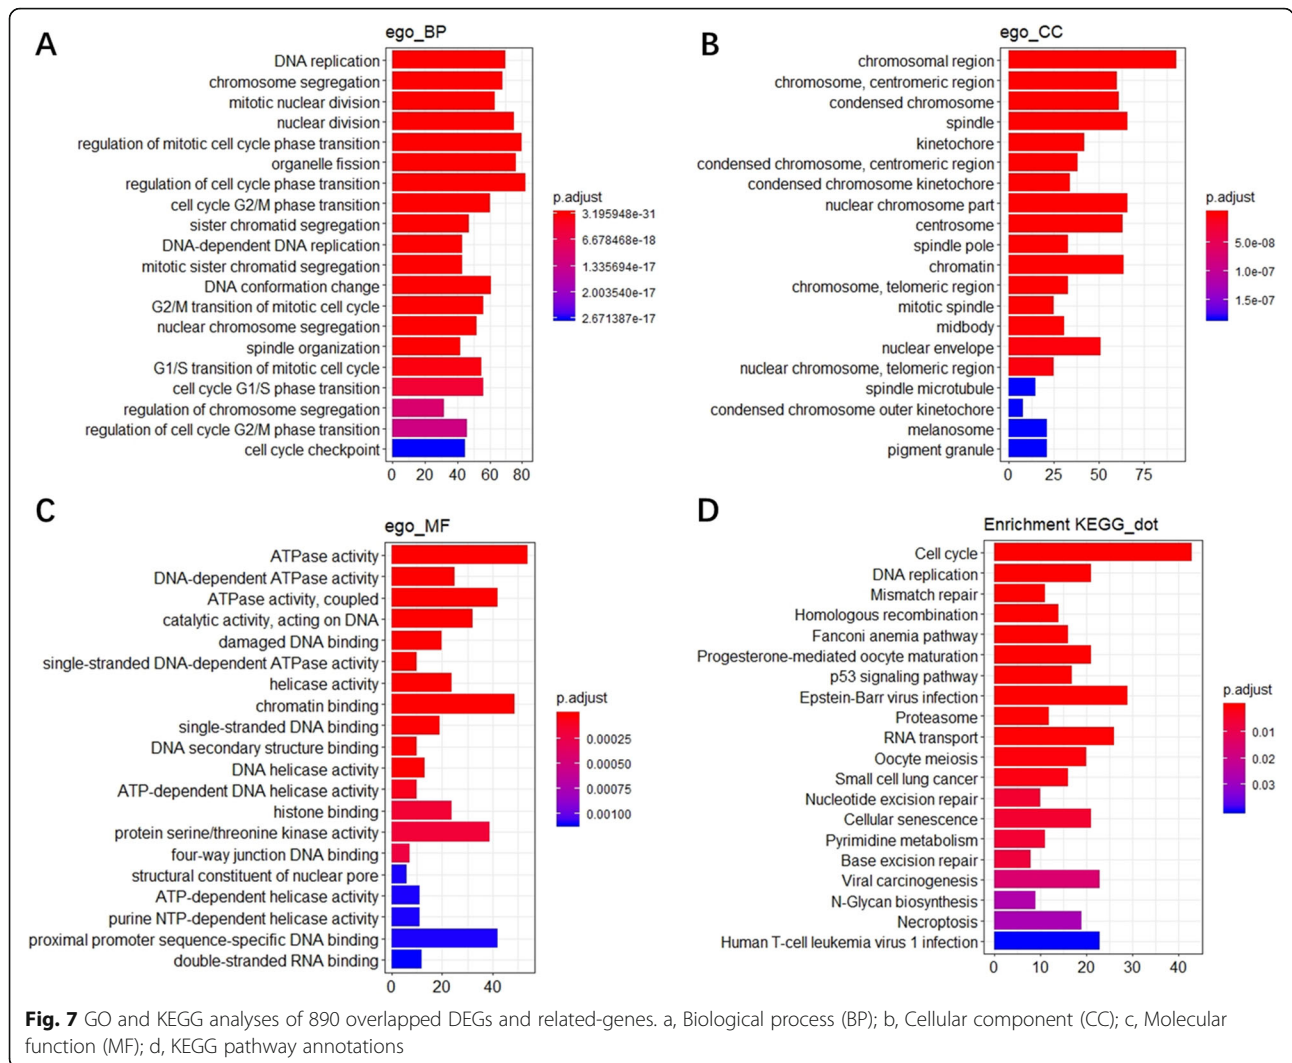 A
ego_BP
DNA replication
chromosome segregation
mitotic nuclear division
nuclear division
regulation of mitotic cell cycle phase transition
organelle fission
regulation of cell cycle phase transition
cell cycle G2/M phase transition
sister chromatid segregation
DNA-dependent DNA replication
mitotic sister chromatid segregation
DNA conformation change
G2/M transition of mitotic cell cycle
nuclear chromosome segregation
spindle organization
G1/S transition of mitotic cell cycle
cell cycle G1/S phase transition
regulation of chromosome segregation
regulation of cell cycle G2/M phase transition
cell cycle checkpoint
0 20 40 60 80
p.adjust
3.195948e-31
6.678468e-18
1.335694e-17
2.003540e-17
2.671387e-17
B
ego_CC
chromosomal region
chromosome, centromeric region
condensed chromosome
spindle
kinetochore
condensed chromosome, centromeric region
condensed chromosome kinetochore
nuclear chromosome part
centrosome
spindle pole
chromatin
chromosome, telomeric region
mitotic spindle
midbody
nuclear envelope
nuclear chromosome, telomeric region
spindle microtubule
condensed chromosome outer kinetochore
melanosome
pigment granule
0 25 50 75
p.adjust
5.0e-08
1.0e-07
1.5e-07
C
ego_MF
ATPase activity
DNA-dependent ATPase activity
ATPase activity, coupled
catalytic activity, acting on DNA
damaged DNA binding
single-stranded DNA-dependent ATPase activity
helicase activity
chromatin binding
single-stranded DNA binding
DNA secondary structure binding
DNA helicase activity
ATP-dependent DNA helicase activity
histone binding
protein serine/threonine kinase activity
four-way junction DNA binding
structural constituent of nuclear pore
ATP-dependent helicase activity
purine NTP-dependent helicase activity
proximal promoter sequence-specific DNA binding
double-stranded RNA binding
0 20 40
p.adjust
0.00025
0.00050
0.00075
0.00100
D
Enrichment KEGG_dot
Cell cycle
DNA replication
Mismatch repair
Homologous recombination
Fanconi anemia pathway
Progesterone-mediated oocyte maturation
p53 signaling pathway
Epstein-Barr virus infection
Proteasome
RNA transport
Oocyte meiosis
Small cell lung cancer
Nucleotide excision repair
Cellular senescence
Pyrimidine metabolism
Base excision repair
Viral carcinogenesis
N-Glycan biosynthesis
Necroptosis
Human T-cell leukemia virus 1 infection
0 10 20 30 40
p.adjust
0.01
0.02
0.03
Fig. 7 GO and KEGG analyses of 890 overlapped DEGs and related-genes. a, Biological process (BP); b, Cellular component (CC); c, Molecular
function (MF); d, KEGG pathway annotations